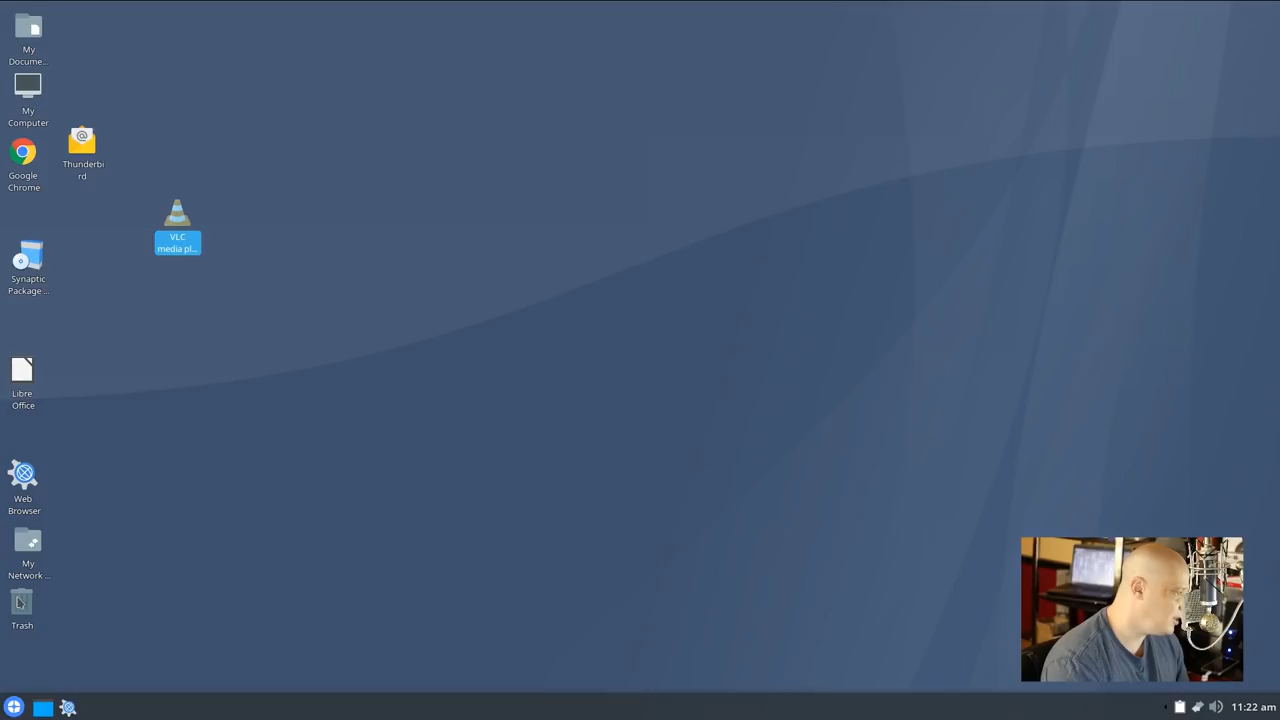 My
Docume...
My
Computer
Google
Chrome
@
Thunderbi
rd
VLC
media pl...
Synaptic
Package ...
Libre
Office
Web
Browser
My
Network ...
Trash
11:22 am